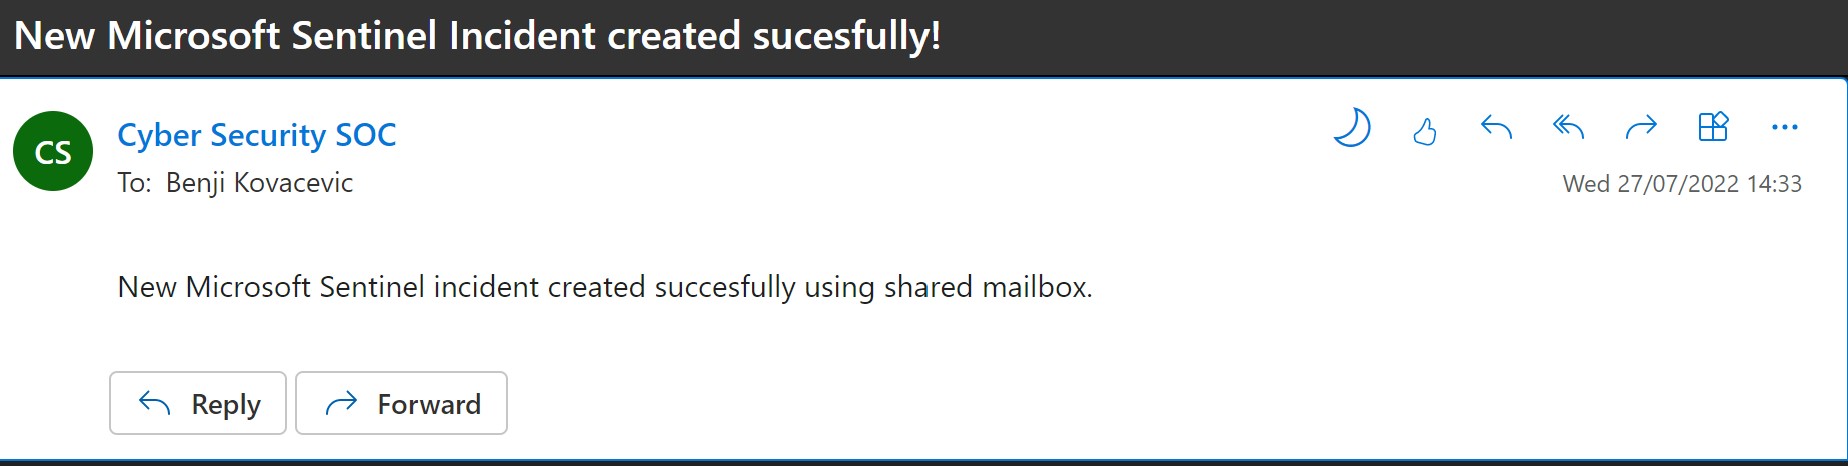 New Microsoft Sentinel Incident created sucesfully!
CS
Cyber Security SOC
To: Benji Kovacevic
Wed 27/07/2022 14:33
New Microsoft Sentinel incident created succesfully using shared mailbox.
Reply
Forward